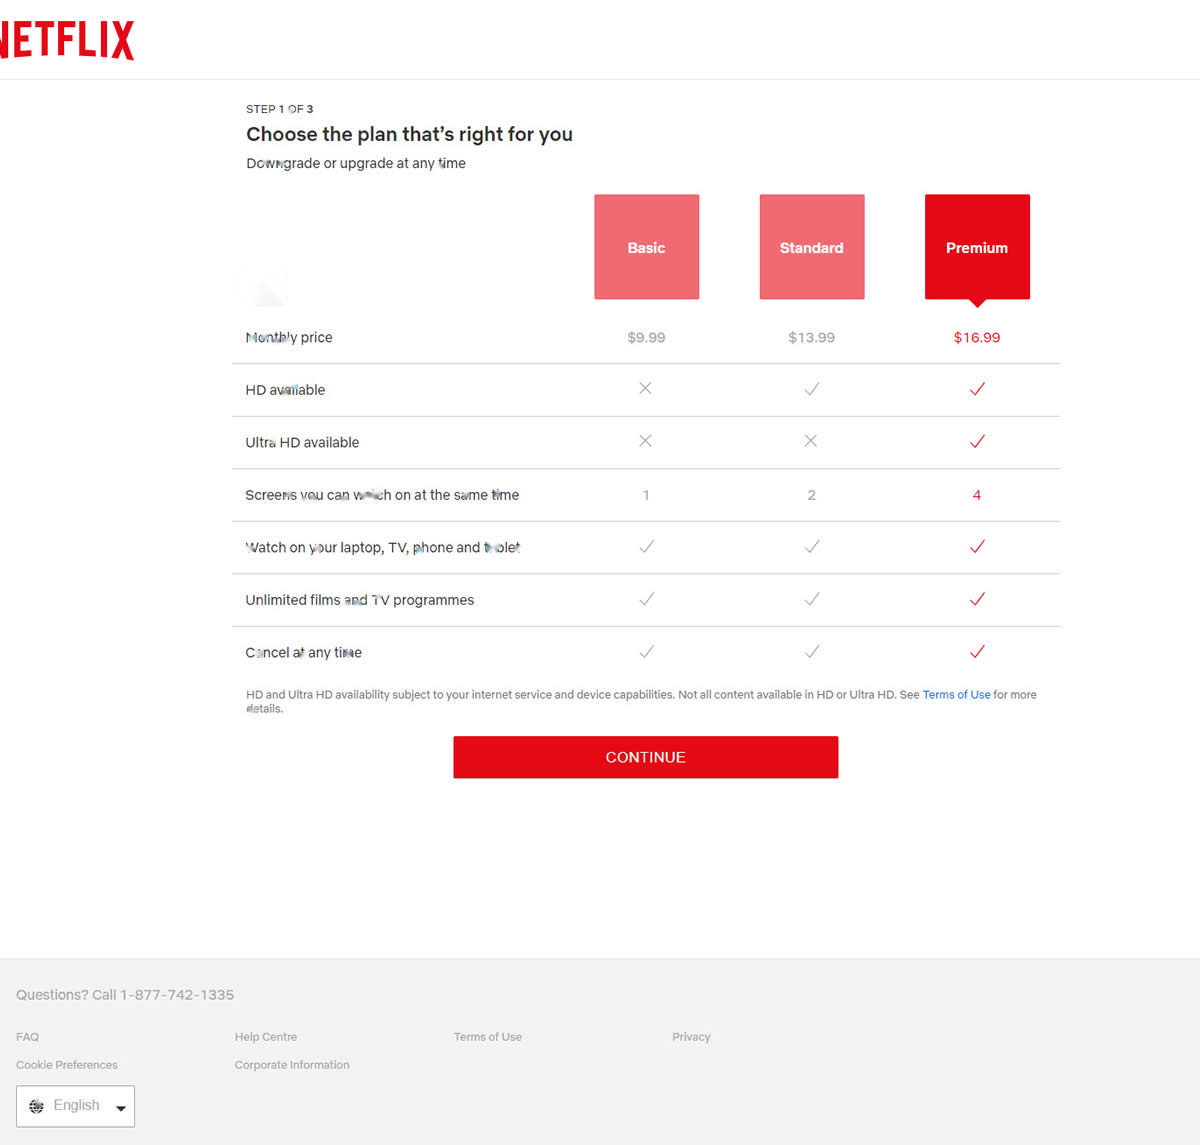 NETFLIX
STEP 1 OF 3
Choose the plan that's right for you
Downgrade or upgrade at any time
Basic Standard Premium
Monthly price $9.99 $13.99 $16.99
HD available
Ultra HD available
Screens you can watch on at the same time 1 2 4
Watch on your laptop, TV, phone and tablet
Unlimited films and TV programmes
Cancel at any time
HD and Ultra HD availability subject to your internet service and device capabilities. Not all content available in HD or Ultra HD. See Terms of Use for more
details.
CONTINUE
Questions? Call 1-877-742-1335
FAQ Help Centre Terms of Use Privacy
Cookie Preferences Corporate Information
English